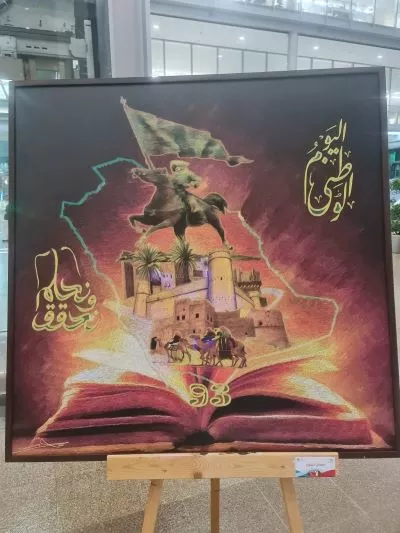 اليوم
الوطني
نحلم
ونحقق
93